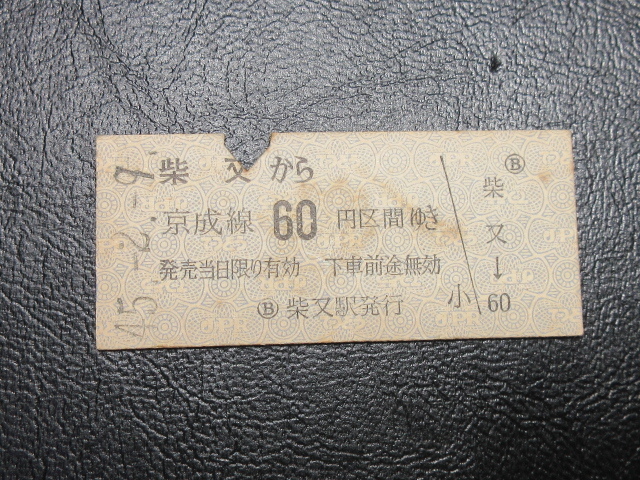 45.-2.-9.
柴又から
京成線 60 円区間ゆき
発売当日限り有効 下車前途無効
Ⓑ 柴又駅発行
小
Ⓑ
柴又
↓
60